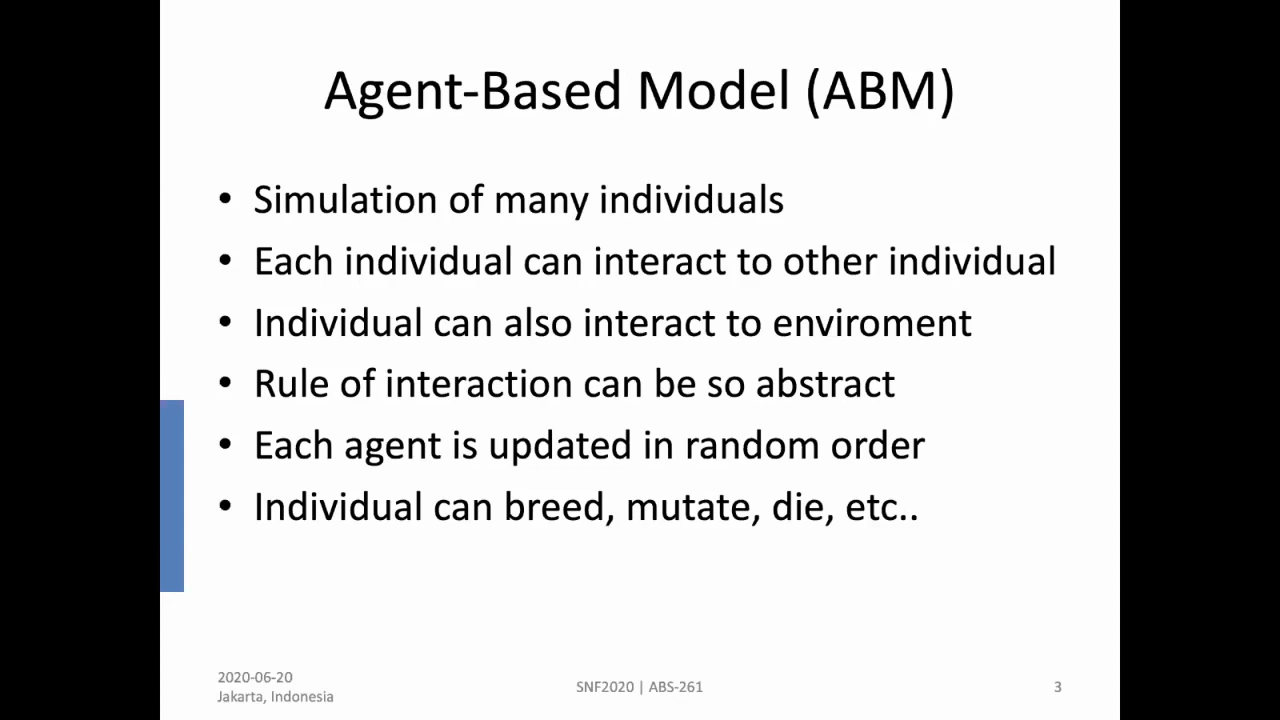 Agent-Based Model (ABM)
• Simulation of many individuals
• Each individual can interact to other individual
• Individual can also interact to enviroment
• Rule of interaction can be so abstract
• Each agent is updated in random order
• Individual can breed, mutate, die, etc..
2020-06-20
Jakarta, Indonesia
SNF2020 | ABS-261
3